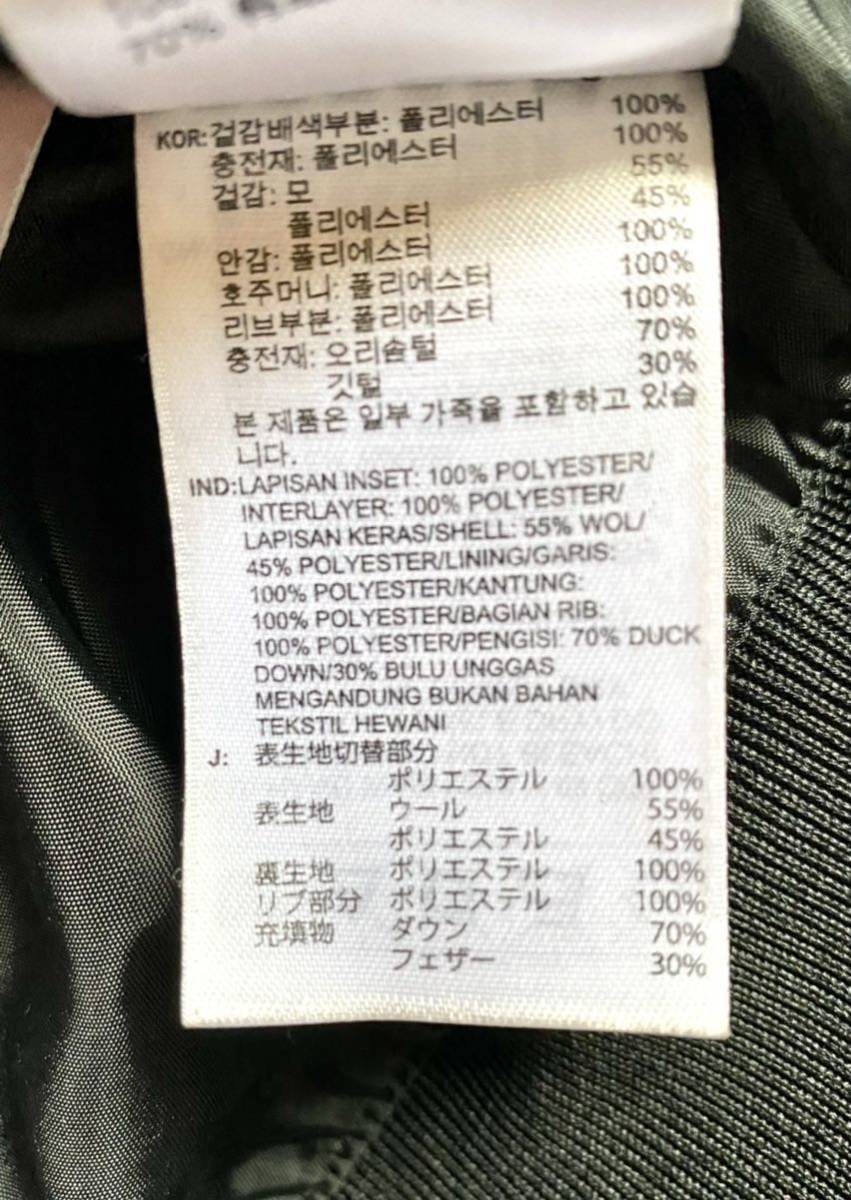 70%
KOR:겉감배색부분: 폴리에스터 100%
충전재: 폴리에스터 100%
겉감: 모 55%
폴리에스터 45%
안감: 폴리에스터 100%
호주머니: 폴리에스터 100%
리브부분: 폴리에스터 100%
충전재: 오리솜털 70%
깃털 30%
본 제품은 일부 가죽을 포함하고 있습
니다.
IND:LAPISAN INSET: 100% POLYESTER/
INTERLAYER: 100% POLYESTER/
LAPISAN KERAS/SHELL: 55% WOL/
45% POLYESTER/LINING/GARIS:
100% POLYESTER/KANTUNG:
100% POLYESTER/BAGIAN RIB:
100% POLYESTER/PENGISI: 70% DUCK
DOWN/30% BULU UNGGAS
MENGANDUNG BUKAN BAHAN
TEKSTIL HEWANI
J: 表生地切替部分
ポリエステル 100%
表生地 ウール 55%
ポリエステル 45%
裏生地 ポリエステル 100%
リブ部分 ポリエステル 100%
充填物 ダウン 70%
フェザー 30%